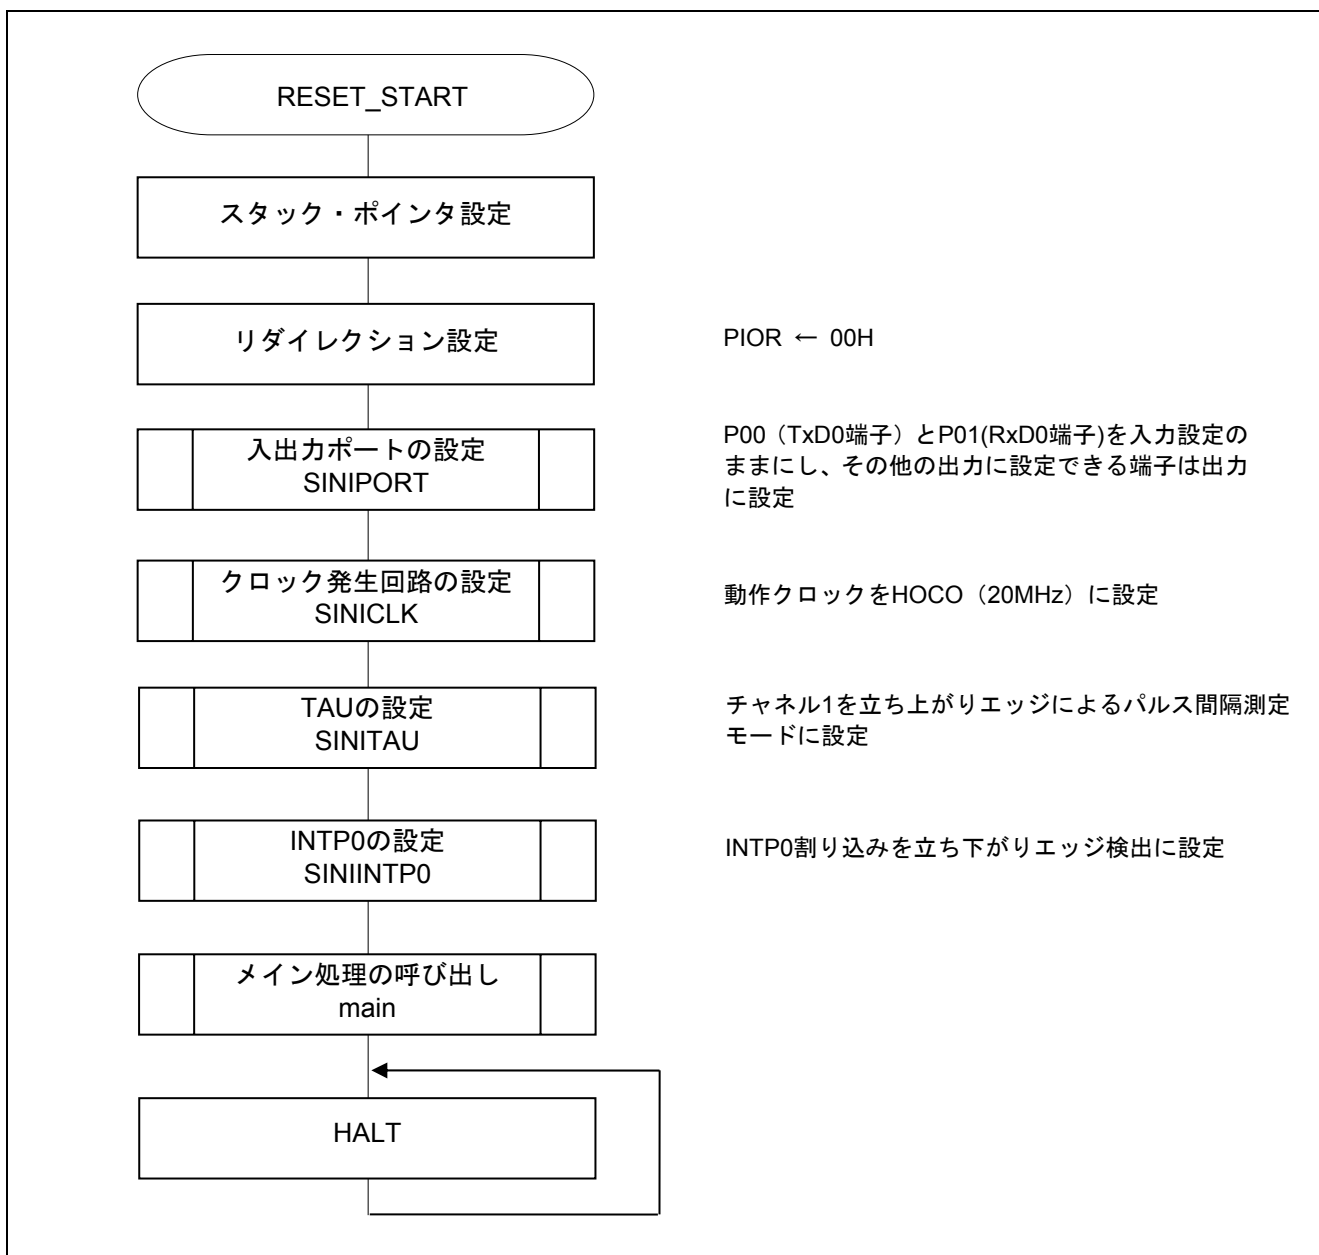 RESET_START
スタック・ポインタ設定
リダイレクション設定
PIOR ← 00H
入出力ポートの設定
SINIPORT
P00（TxD0端子）とP01(RxD0端子)を入力設定の
ままにし、その他の出力に設定できる端子は出力
に設定
クロック発生回路の設定
SINICLK
動作クロックをHOCO（20MHz）に設定
TAUの設定
SINITAU
チャネル1を立ち上がりエッジによるパルス間隔測定
モードに設定
INTP0の設定
SINIINTP0
INTP0割り込みを立ち下がりエッジ検出に設定
メイン処理の呼び出し
main
HALT